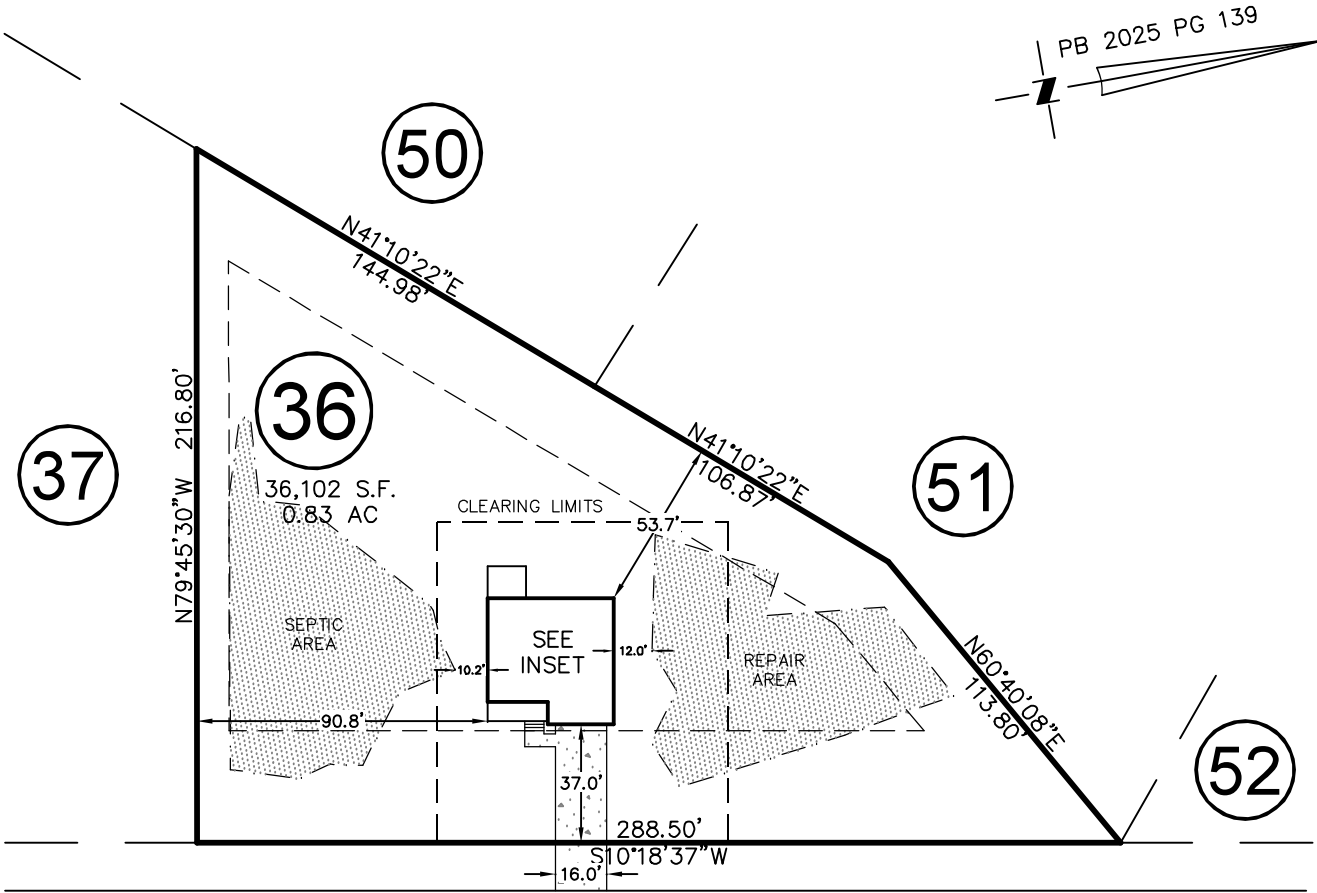 PB 2025 PG 139
50
N41°10'22"E
144.98'
36
36,102 S.F.
0.83 AC
37
N79°45'30"W 216.80'
CLEARING LIMITS
53.7'
N41°10'22"E
106.87'
51
SEPTIC
AREA
SEE
INSET
10.2'
12.0'
REPAIR
AREA
N60°40'08"E
113.80'
90.8'
52
37.0'
288.50'
S10°18'37"W
16.0'
N